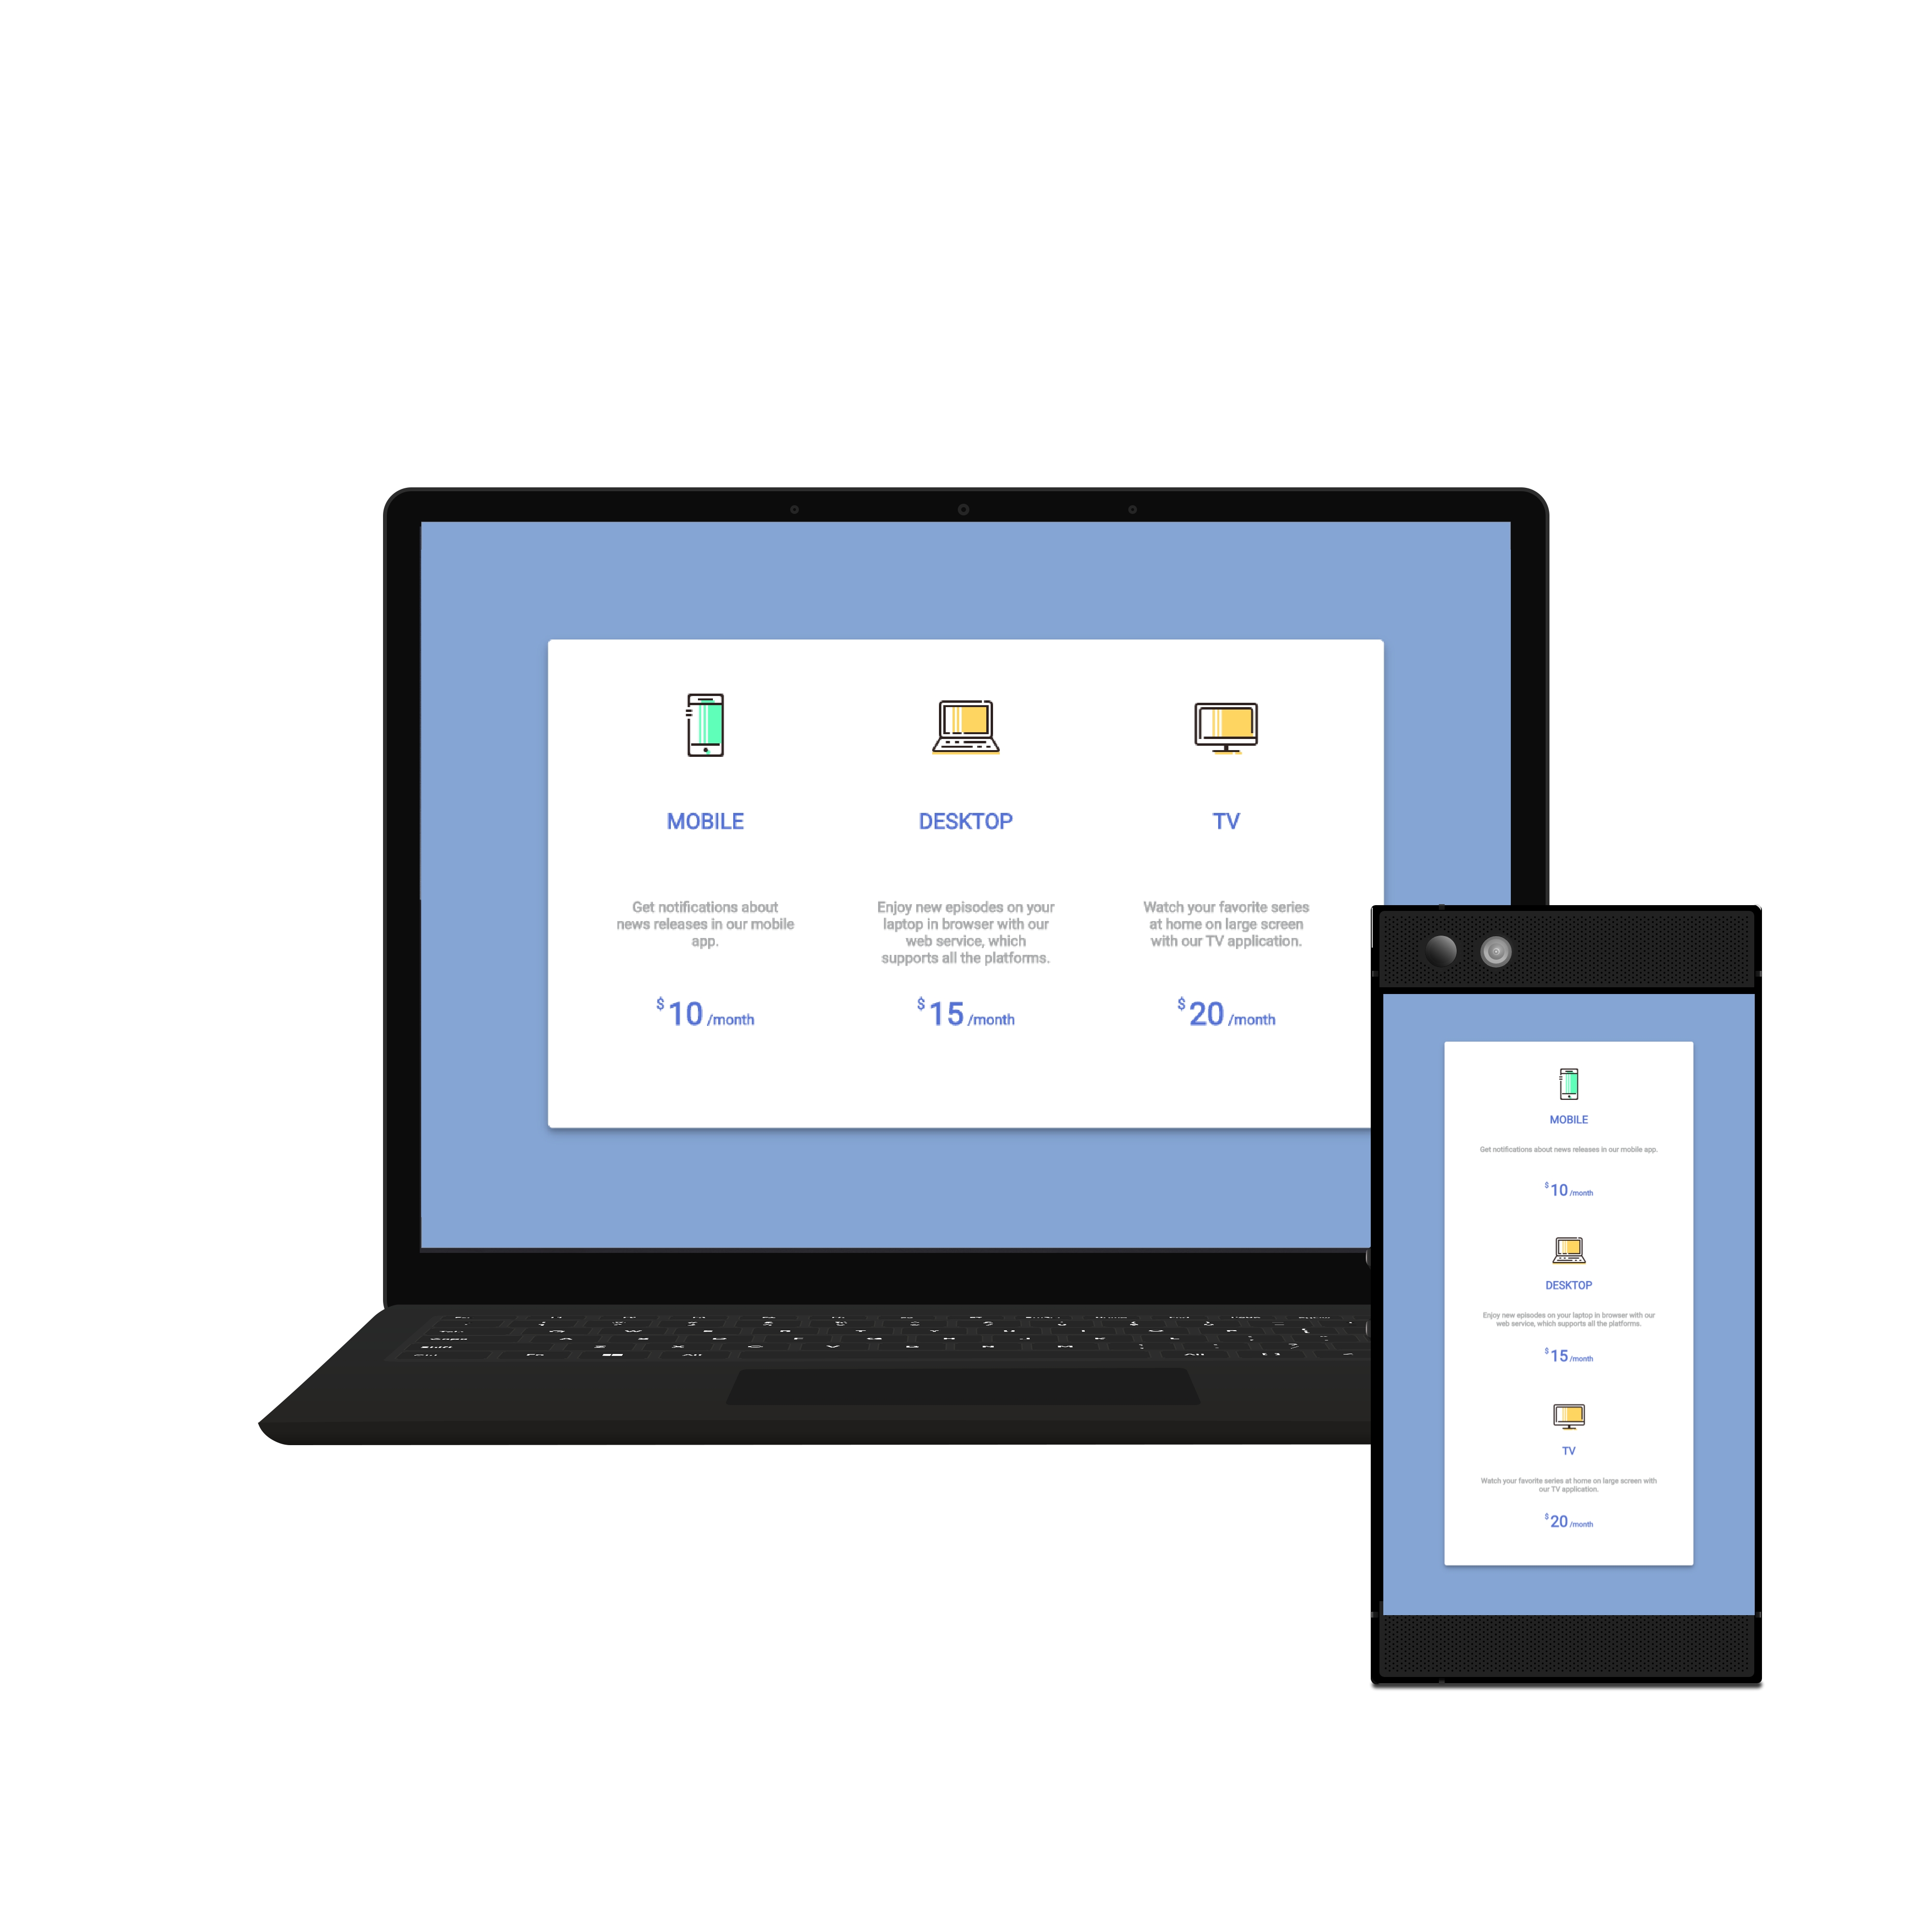 MOBILE
DESKTOP
TV
Get notifications about
news releases in our mobile
app.
Enjoy new episodes on your
laptop in browser with our
web service, which
supports all the platforms.
Watch your favorite series
at home on large screen
with our TV application.
$10 /month
$15 /month
$20 /month
MOBILE
Get notifications about news releases in our mobile app.
$10 /month
DESKTOP
Enjoy new episodes on your laptop in browser with our
web service, which supports all the platforms.
$15 /month
TV
Watch your favorite series at home on large screen with
our TV application.
$20 /month